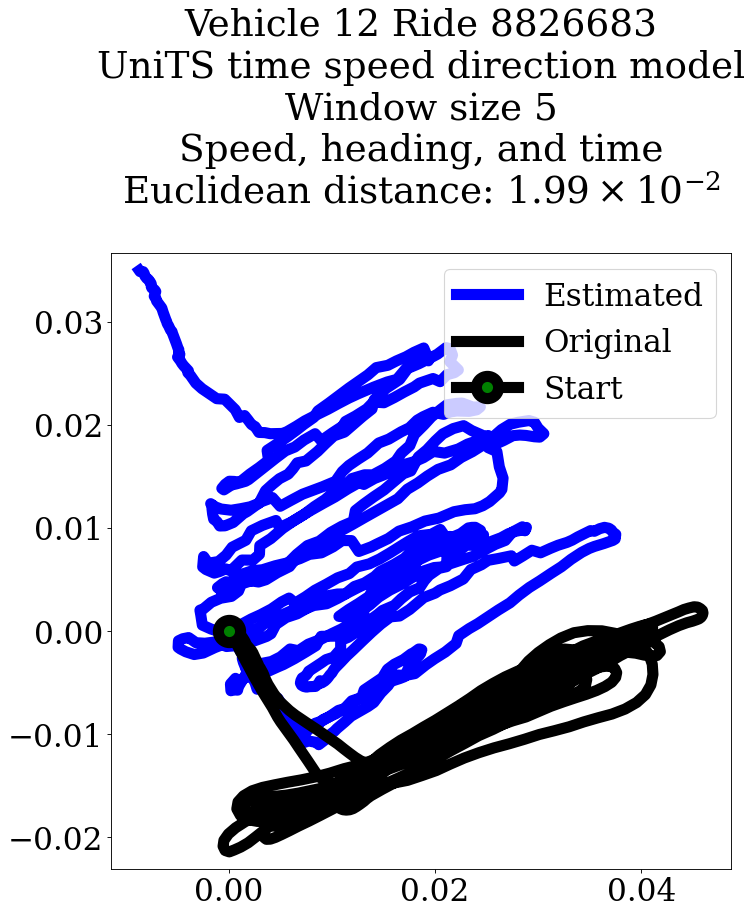 Vehicle 12 Ride 8826683
UniTS time speed direction model
Window size 5
Speed, heading, and time
Euclidean distance: 1.99 × 10⁻²
Estimated
Original
Start
0.03
0.02
0.01
0.00
−0.01
−0.02
0.00 0.02 0.04